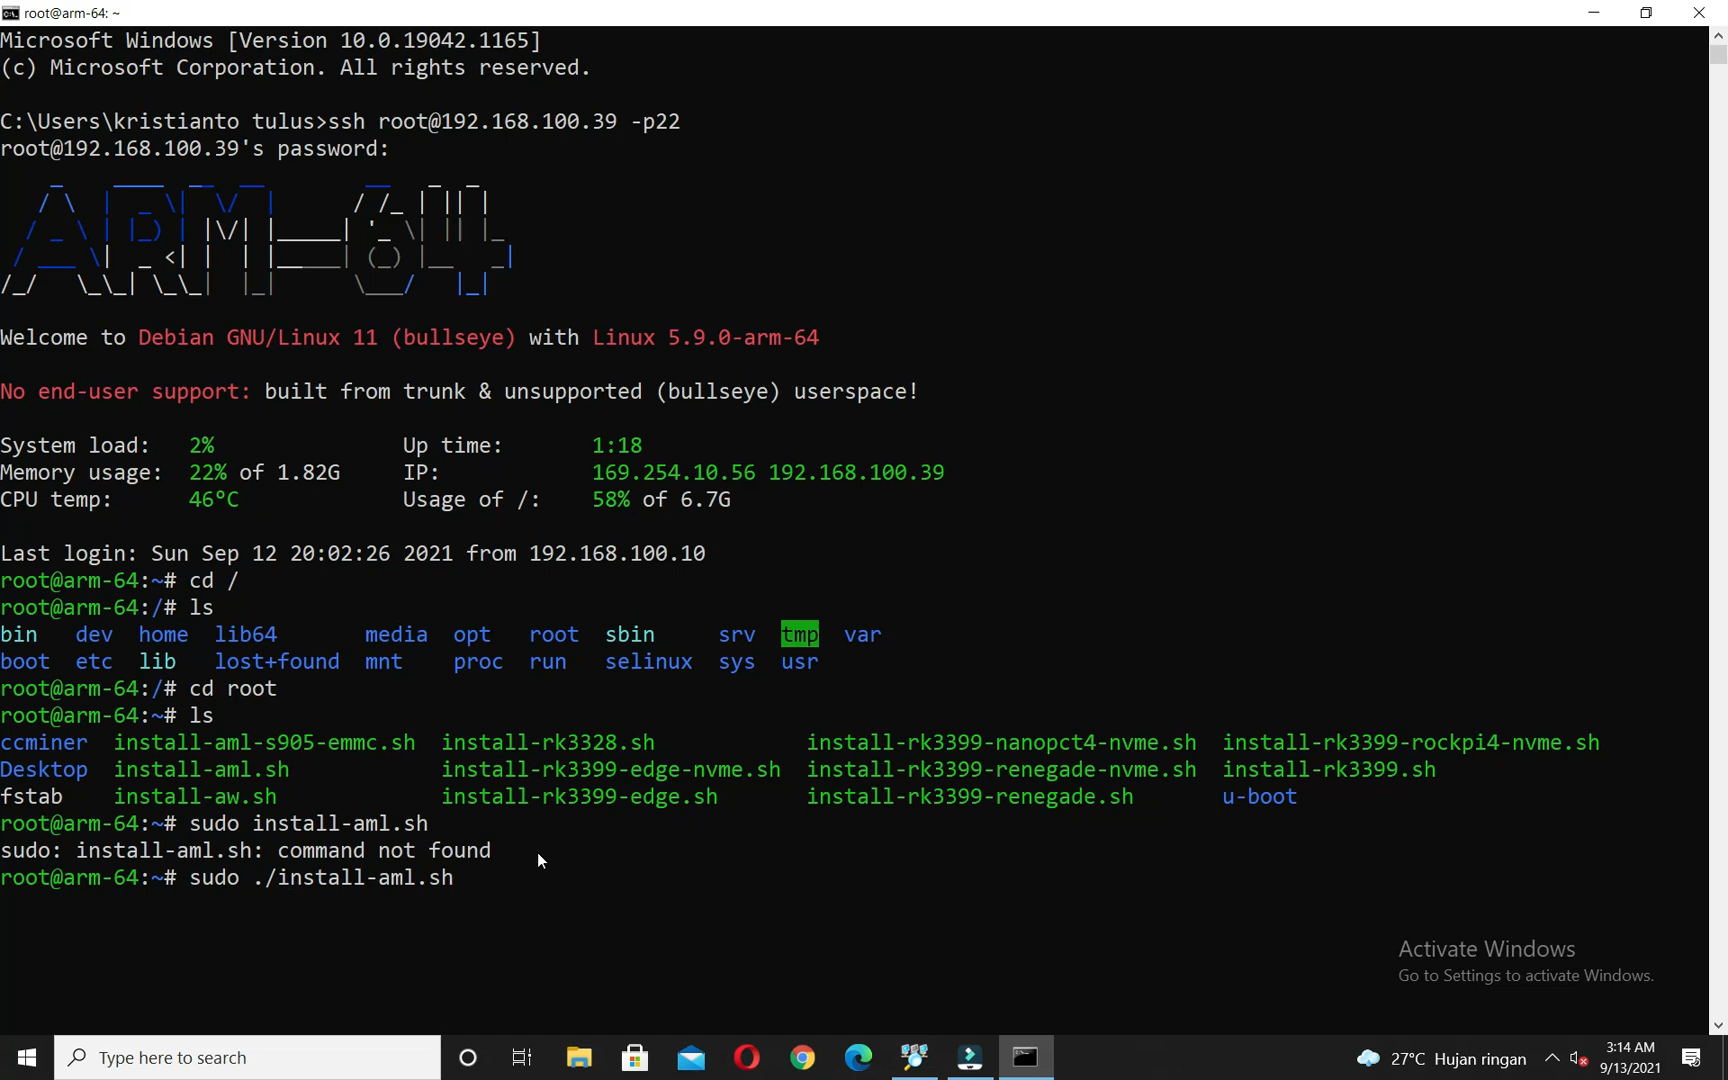 root@arm-64: ~
Microsoft Windows [Version 10.0.19042.1165]
(c) Microsoft Corporation. All rights reserved.
C:\Users\kristianto tulus>ssh root@192.168.100.39 -p22
root@192.168.100.39's password:
ARM-64
Welcome to Debian GNU/Linux 11 (bullseye) with Linux 5.9.0-arm-64
No end-user support: built from trunk & unsupported (bullseye) userspace!
System load: 2% Up time: 1:18
Memory usage: 22% of 1.82G IP: 169.254.10.56 192.168.100.39
CPU temp: 46°C Usage of /: 58% of 6.7G
Last login: Sun Sep 12 20:02:26 2021 from 192.168.100.10
root@arm-64:~# cd /
root@arm-64:/# ls
bin dev home lib64 media opt root sbin srv tmp var
boot etc lib lost+found mnt proc run selinux sys usr
root@arm-64:/# cd root
root@arm-64:~# ls
ccminer install-aml-s905-emmc.sh install-rk3328.sh install-rk3399-nanopct4-nvme.sh install-rk3399-rockpi4-nvme.sh
Desktop install-aml.sh install-rk3399-edge-nvme.sh install-rk3399-renegade-nvme.sh install-rk3399.sh
fstab install-aw.sh install-rk3399-edge.sh install-rk3399-renegade.sh u-boot
root@arm-64:~# sudo install-aml.sh
sudo: install-aml.sh: command not found
root@arm-64:~# sudo ./install-aml.sh
Activate Windows
Go to Settings to activate Windows.
Type here to search
27°C Hujan ringan
3:14 AM
9/13/2021